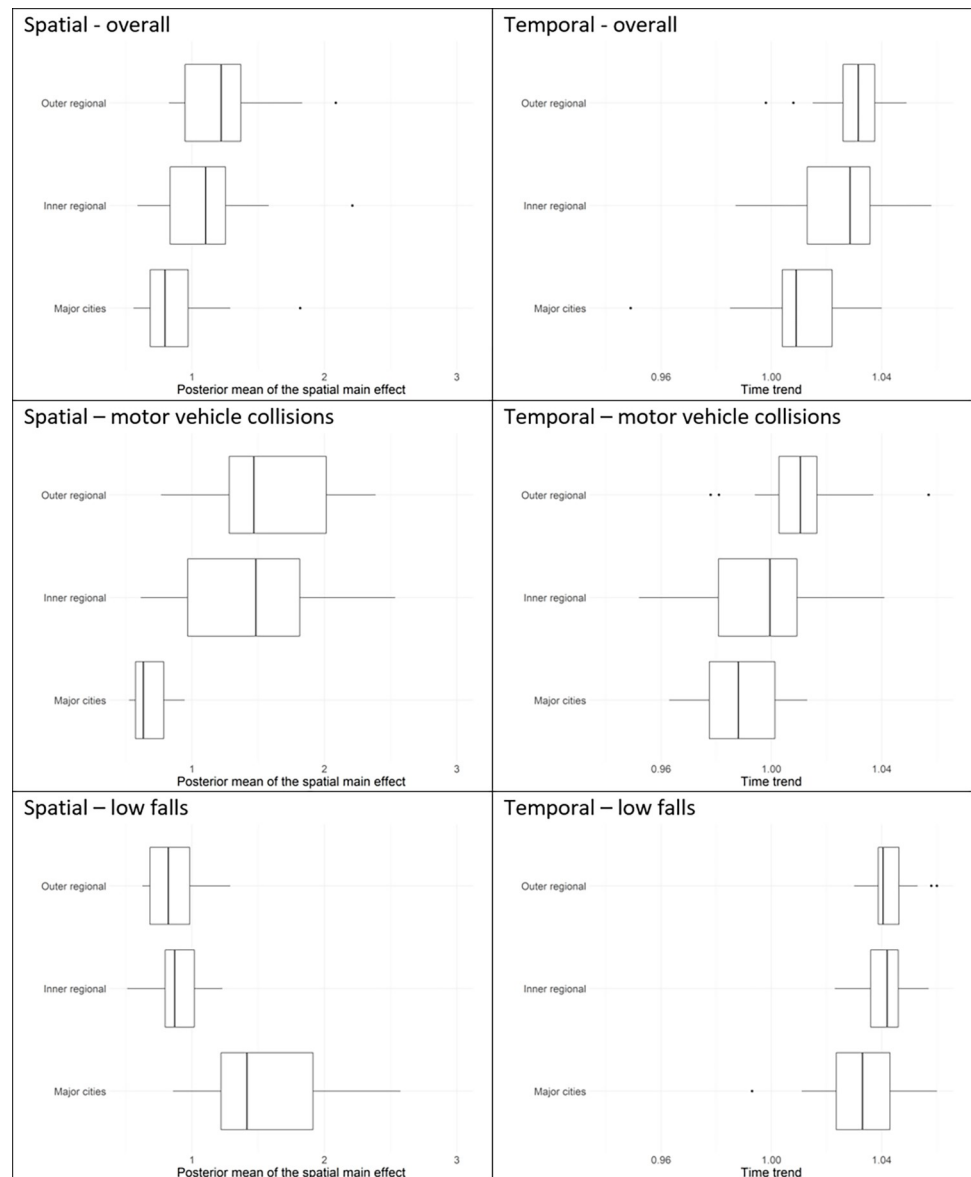 Spatial - overall
Outer regional
Inner regional
Major cities
1 2 3
Posterior mean of the spatial main effect
Temporal - overall
Outer regional
Inner regional
Major cities
0.96 1.00 1.04
Time trend
Spatial – motor vehicle collisions
Outer regional
Inner regional
Major cities
1 2 3
Posterior mean of the spatial main effect
Temporal – motor vehicle collisions
Outer regional
Inner regional
Major cities
0.96 1.00 1.04
Time trend
Spatial – low falls
Outer regional
Inner regional
Major cities
1 2 3
Posterior mean of the spatial main effect
Temporal – low falls
Outer regional
Inner regional
Major cities
0.96 1.00 1.04
Time trend